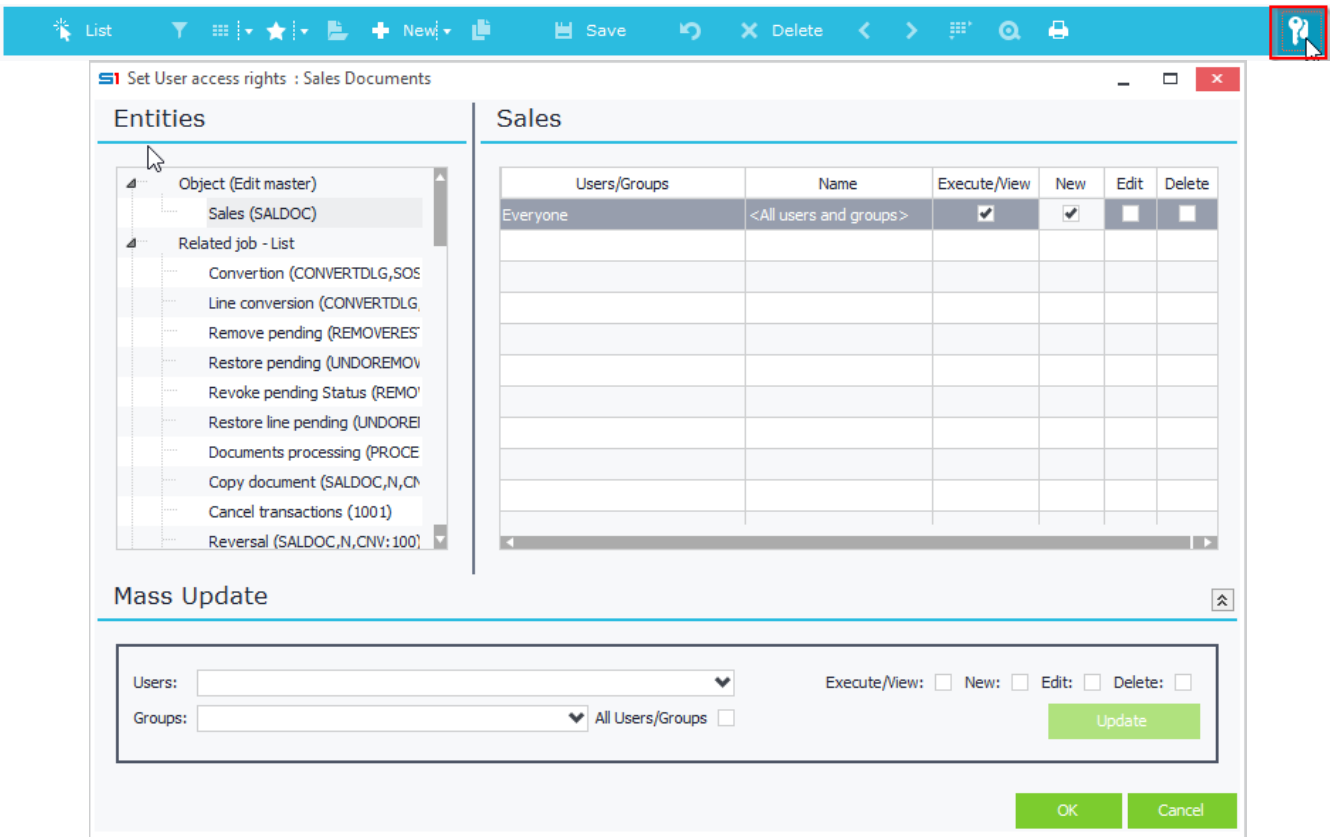 List New Save Delete
S1 Set User access rights : Sales Documents
Entities
Sales
Object (Edit master)
Sales (SALDOC)
Related job - List
Convertion (CONVERTDLG,SOS
Line conversion (CONVERTDLG,
Remove pending (REMOVEREST
Restore pending (UNDOREMOV
Revoke pending Status (REMO
Restore line pending (UNDOREI
Documents processing (PROCE
Copy document (SALDOC,N,CN
Cancel transactions (1001)
Reversal (SALDOC,N,CNV:100)
Users/Groups Name Execute/View New Edit Delete
Everyone <All users and groups>
Mass Update
Users: Execute/View: New: Edit: Delete:
Groups: All Users/Groups Update
OK Cancel